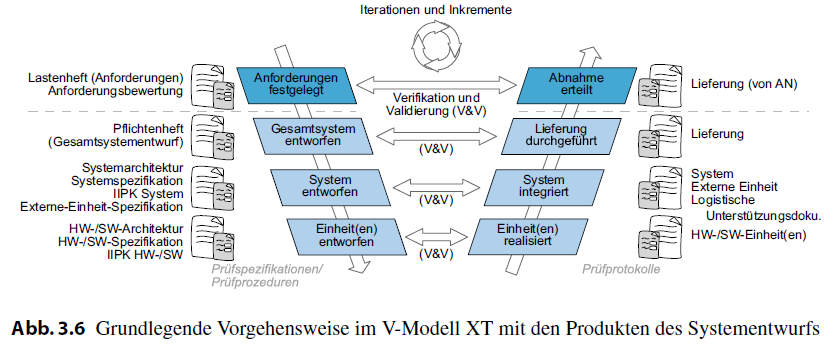 Iterationen und Inkremente
Lastenheft (Anforderungen)
Anforderungsbewertung
Anforderungen
festgelegt
Verifikation und
Validierung (V&V)
Abnahme
erteilt
Lieferung (von AN)
Pflichtenheft
(Gesamtsystementwurf)
Gesamtsystem
entworfen
(V&V)
Lieferung
durchgeführt
Lieferung
Systemarchitektur
Systemspezifikation
IIPK System
Externe-Einheit-Spezifikation
System
entworfen
(V&V)
System
integriert
System
Externe Einheit
Logistische
Unterstützungsdoku.
HW-/SW-Architektur
HW-/SW-Spezifikation
IIPK HW-/SW
Einheit(en)
entworfen
(V&V)
Einheit(en)
realisiert
HW-/SW-Einheit(en)
Prüfspezifikationen/
Prüfprozeduren
Prüfprotokolle
Abb. 3.6 Grundlegende Vorgehensweise im V-Modell XT mit den Produkten des Systementwurfs